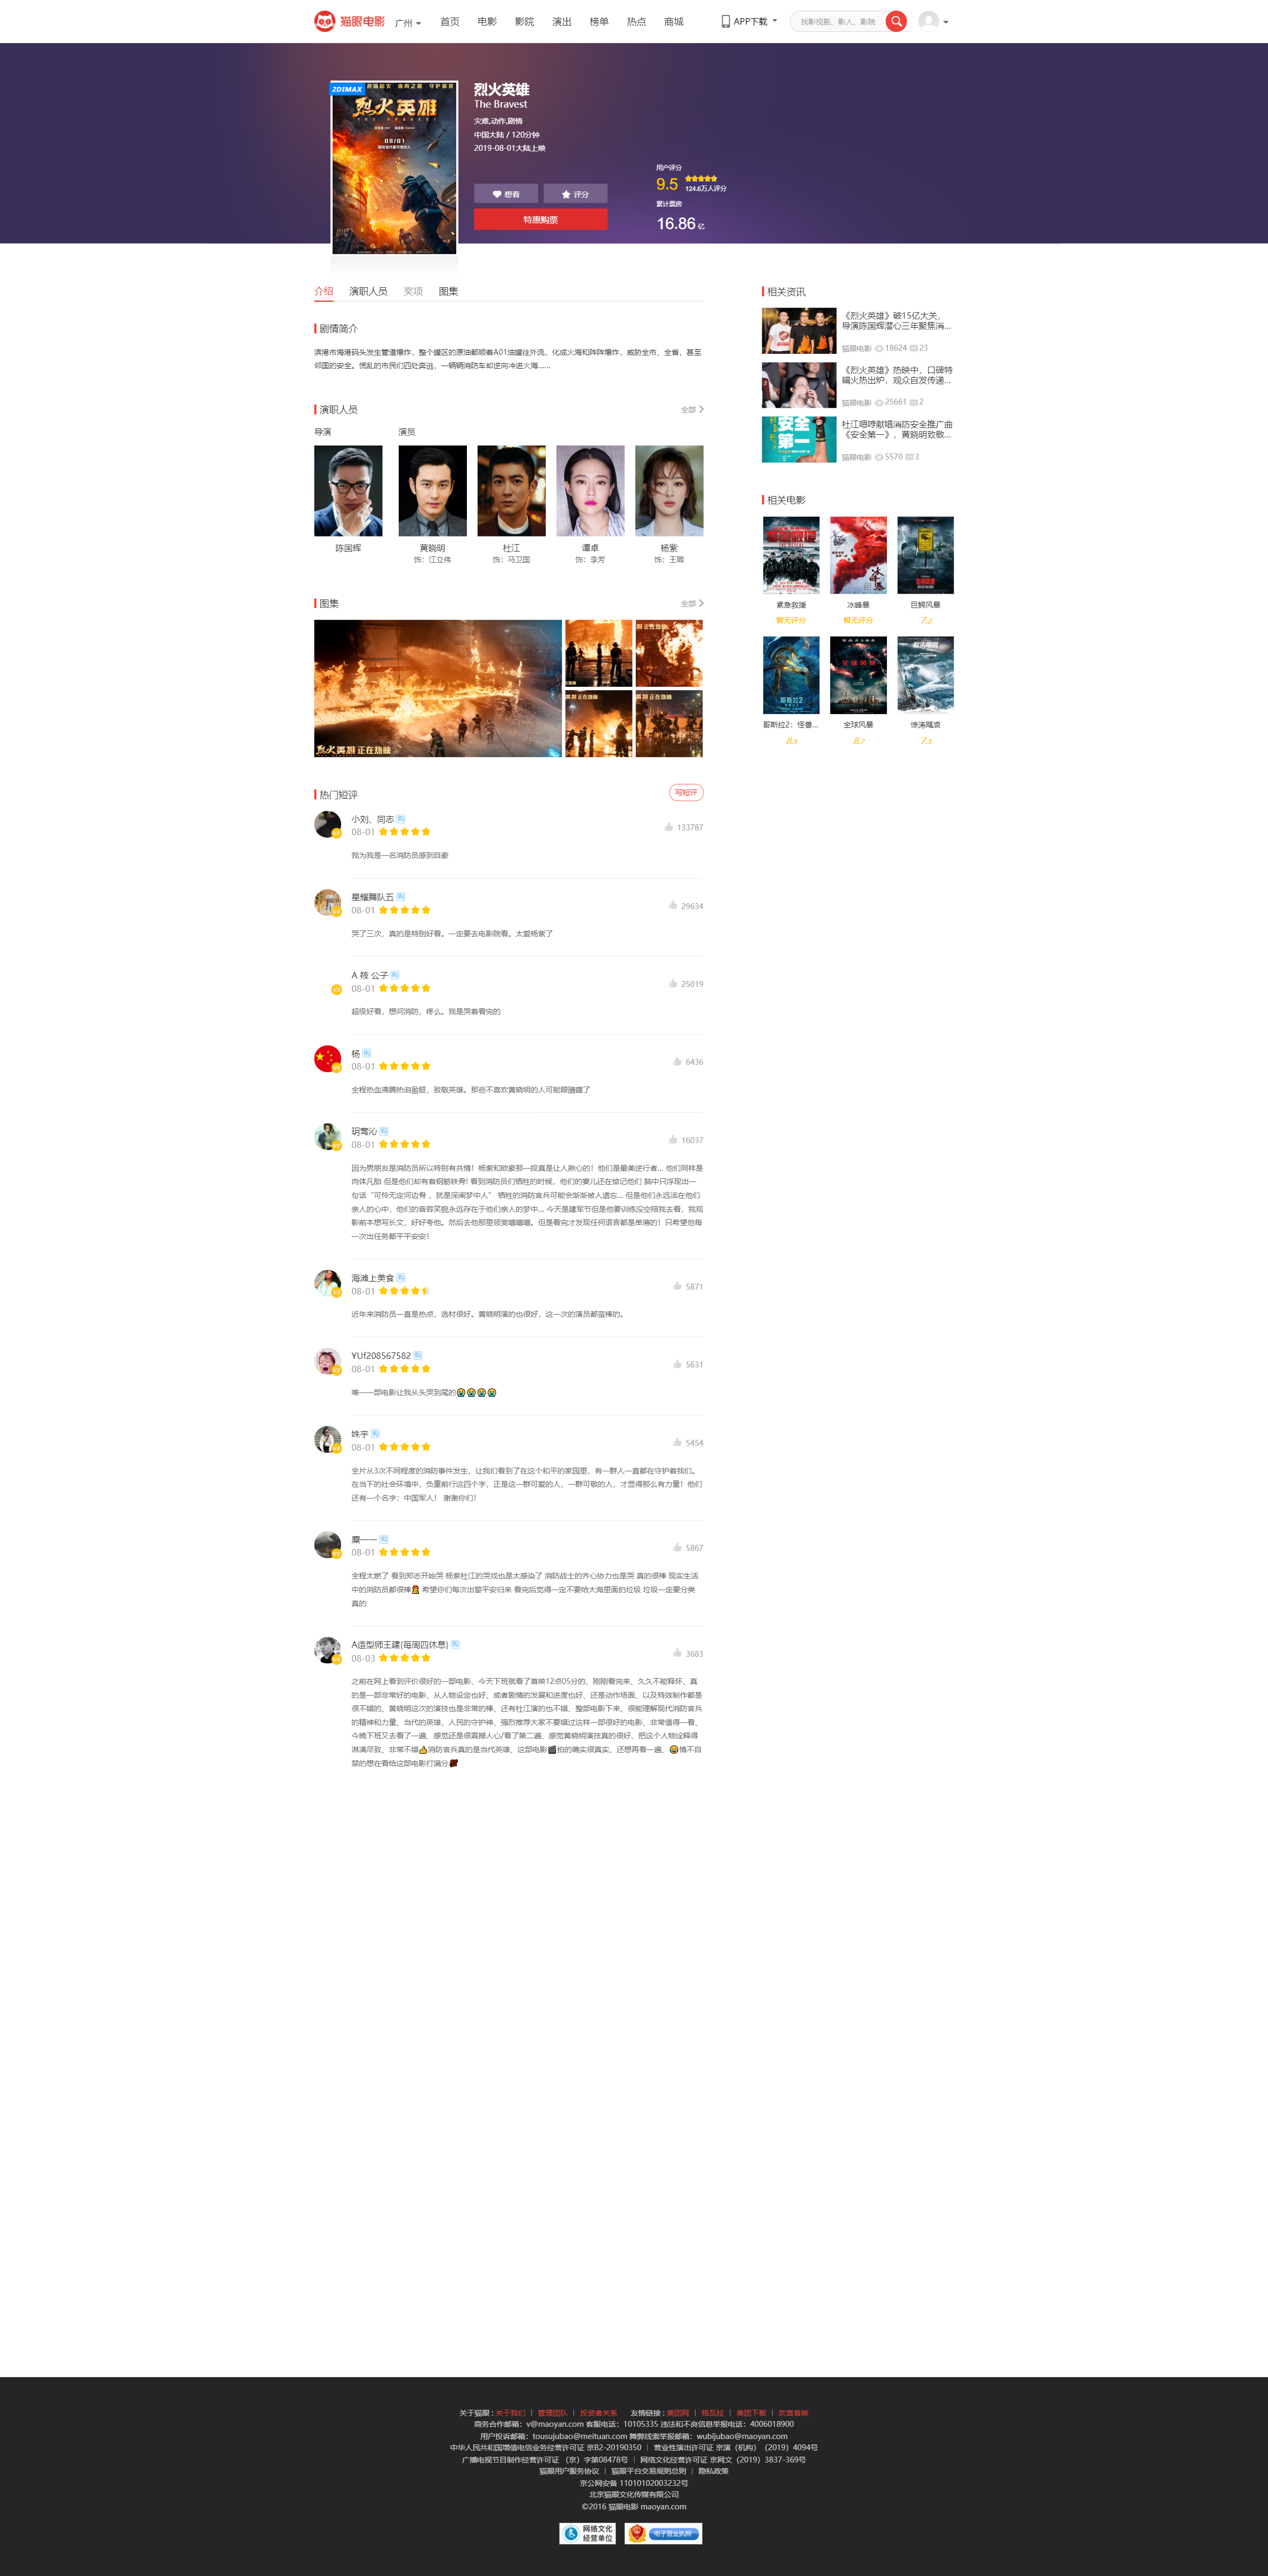 猫眼电影 广州 首页 电影 影院 演出 榜单 热点 商城 APP下载 找影视剧、影人、影院
2DIMAX
烈火英雄
THE BRAVEST
08/01
烈火英雄
The Bravest
灾难,动作,剧情
中国大陆 / 120分钟
2019-08-01大陆上映
想看 评分
特惠购票
用户评分
9.5
124.6万人评分
累计票房
16.86 亿
介绍 演职人员 奖项 图集
剧情简介
滨港市海港码头发生管道爆炸，整个罐区的原油都顺着A01油罐往外流，化成火海和阵阵爆炸，威胁全市、全省，甚至
邻国的安全。慌乱的市民们四处奔逃，一辆辆消防车却逆向冲进火海......
演职人员 全部
导演 演员
陈国辉
黄晓明
饰：江立伟
杜江
饰：马卫国
谭卓
饰：李芳
杨紫
饰：王璐
图集 全部
烈火英雄 正在热映
热门短评 写短评
小刘、同志 购
08-01
133787
我为我是一名消防员感到自豪
星耀舞队五 购
08-01
29634
哭了三次，真的是特别好看。一定要去电影院看。太爱杨紫了
A 筱 公子 购
08-01
25019
超级好看，想问消防，疼么。我是哭着看完的
杨 购
08-01
6436
全程热血沸腾热泪盈眶，致敬英雄。那些不喜欢黄晓明的人可能眼睛瞎了
玥莺沁 购
08-01
16037
因为男朋友是消防员所以特别有共情！杨紫和欧豪那一段真是让人揪心的！他们是最美逆行者... 他们同样是
肉体凡胎 但是他们却有着钢筋铁骨! 看到消防员们牺牲的时候，他们的妻儿还在惦记他们 脑中只浮现出一
句话“可怜无定河边骨 ，犹是深闺梦中人” 牺牲的消防官兵可能会渐渐被人遗忘... 但是他们永远活在他们
亲人的心中，他们的音容笑貌永远存在于他们亲人的梦中... 今天是建军节但是他要训练没空陪我去看，我观
影前本想写长文，好好夸他。然后去他那里领赏嘻嘻嘻。但是看完才发现任何语言都是单薄的！只希望他每
一次出任务都平平安安！
海滩上美食 购
08-01
5871
近年来消防员一直是热点，选材很好。黄晓明演的也很好，这一次的演员都蛮棒的。
YUf208567582 购
08-01
5631
唯一一部电影让我从头哭到尾的😭😭😭😭
姝宇 购
08-01
5454
全片从3次不同程度的消防事件发生，让我们看到了在这个和平的家园里，有一群人一直都在守护着我们。
在当下的社会环境中，负重前行这四个字，正是这一群可爱的人，一群可敬的人，才显得那么有力量！他们
还有一个名字：中国军人！ 谢谢你们！
麋—— 购
08-01
5867
全程太燃了 看到郑志开始哭 杨紫杜江的哭戏也是太感染了 消防战士的齐心协力也是哭 真的很棒 现实生活
中的消防员都很棒 希望你们每次出警平安归来 看完后觉得一定不要给大海里面扔垃圾 垃圾一定要分类
真的
A造型师王建(每周四休息) 购
08-03
3683
之前在网上看到评价很好的一部电影、今天下班就看了首映12点05分的、刚刚看完来、久久不能释怀、真
的是一部非常好的电影、从人物设定也好、或者剧情的发展和进度也好、还是动作场面、以及特效制作都是
很不错的、黄晓明这次的演技也是非常的棒、还有杜江演的也不错、整部电影下来、很能理解现代消防官兵
的精神和力量、当代的英雄、人民的守护神、强烈推荐大家不要错过这样一部很好的电影、非常值得一看、
今晚下班又去看了一遍、感觉还是很震撼人心/看了第二遍、感觉黄晓明演技真的很好、把这个人物诠释得
淋漓尽致、非常不错👍消防官兵真的是当代英雄、这部电影🎬拍的确实很真实、还想再看一遍、😂情不自
禁的想在看给这部电影打满分
相关资讯
《烈火英雄》破15亿大关，
导演陈国辉潜心三年聚焦消...
猫眼电影 18624 23
《烈火英雄》热映中，口碑特
辑火热出炉，观众自发传递...
猫眼电影 25661 2
安全
第一
杜江嗯哼献唱消防安全推广曲
《安全第一》，黄晓明致敬...
猫眼电影 5570 3
相关电影
紧急救援
暂无评分
冰峰暴
暂无评分
巨鳄风暴
7.2
哥斯拉2：怪兽...
8.5
全球风暴
8.7
惊涛飓浪
7.5
关于猫眼 : 关于我们 | 管理团队 | 投资者关系 友情链接 : 美团网 | 格瓦拉 | 美团下载 | 欢喜首映
商务合作邮箱：v@maoyan.com 客服电话：10105335 违法和不良信息举报电话：4006018900
用户投诉邮箱：tousujubao@meituan.com 舞弊线索举报邮箱：wubijubao@maoyan.com
中华人民共和国增值电信业务经营许可证 京B2-20190350 | 营业性演出许可证 京演（机构）（2019）4094号
广播电视节目制作经营许可证 （京）字第08478号 | 网络文化经营许可证 京网文（2019）3837-369号
猫眼用户服务协议 | 猫眼平台交易规则总则 | 隐私政策
京公网安备 11010102003232号
北京猫眼文化传媒有限公司
©2016 猫眼电影 maoyan.com
网络文化
经营单位
电子营业执照